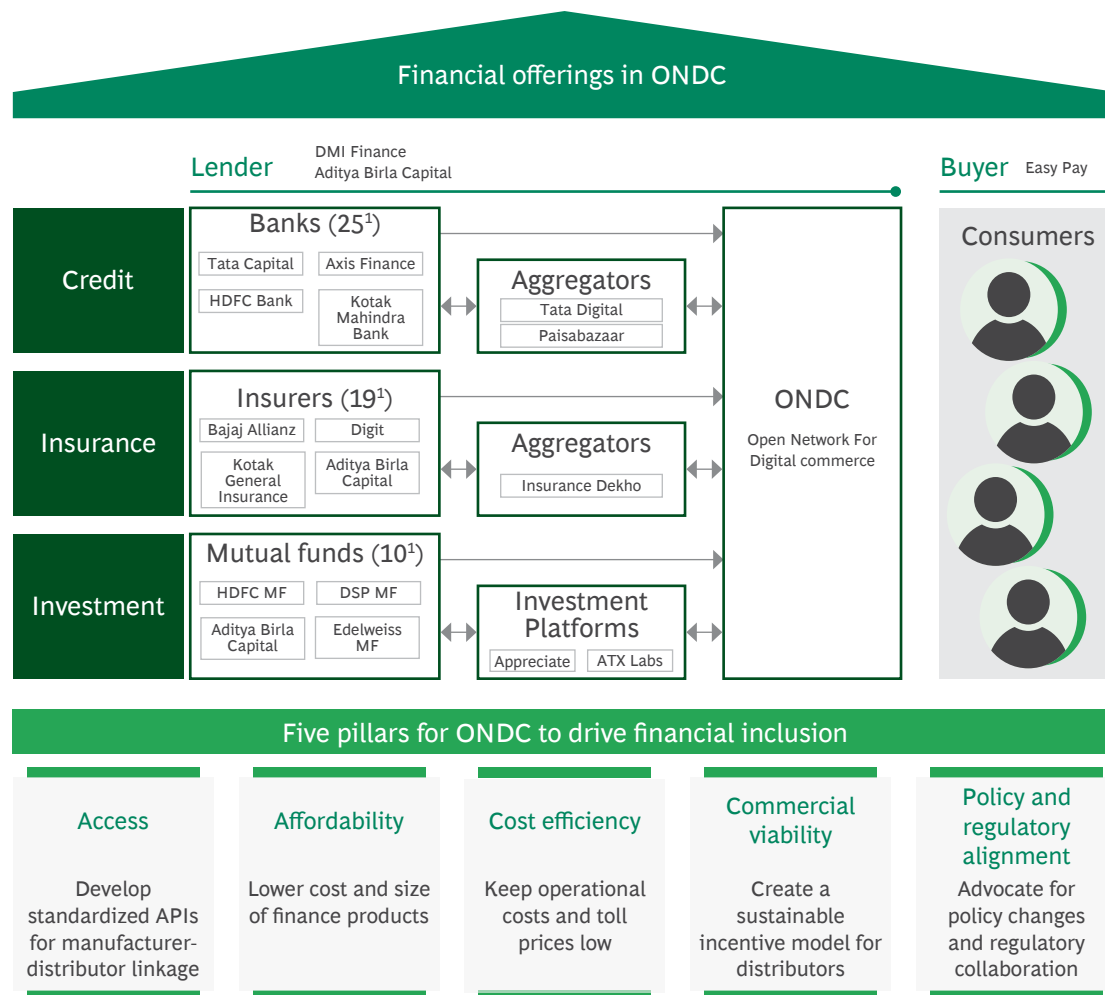 Financial offerings in ONDC
Lender
DMI Finance
Aditya Birla Capital
Buyer
Easy Pay
Credit
Banks (25¹)
Tata Capital
Axis Finance
HDFC Bank
Kotak
Mahindra
Bank
Aggregators
Tata Digital
Paisabazaar
Insurance
Insurers (19¹)
Bajaj Allianz
Digit
Kotak
General
Insurance
Aditya Birla
Capital
Aggregators
Insurance Dekho
Investment
Mutual funds (10¹)
HDFC MF
DSP MF
Aditya Birla
Capital
Edelweiss
MF
Investment
Platforms
Appreciate
ATX Labs
ONDC
Open Network For
Digital commerce
Consumers
Five pillars for ONDC to drive financial inclusion
Access
Develop
standardized APIs
for manufacturer-
distributor linkage
Affordability
Lower cost and size
of finance products
Cost efficiency
Keep operational
costs and toll
prices low
Commercial
viability
Create a
sustainable
incentive model for
distributors
Policy and
regulatory
alignment
Advocate for
policy changes
and regulatory
collaboration